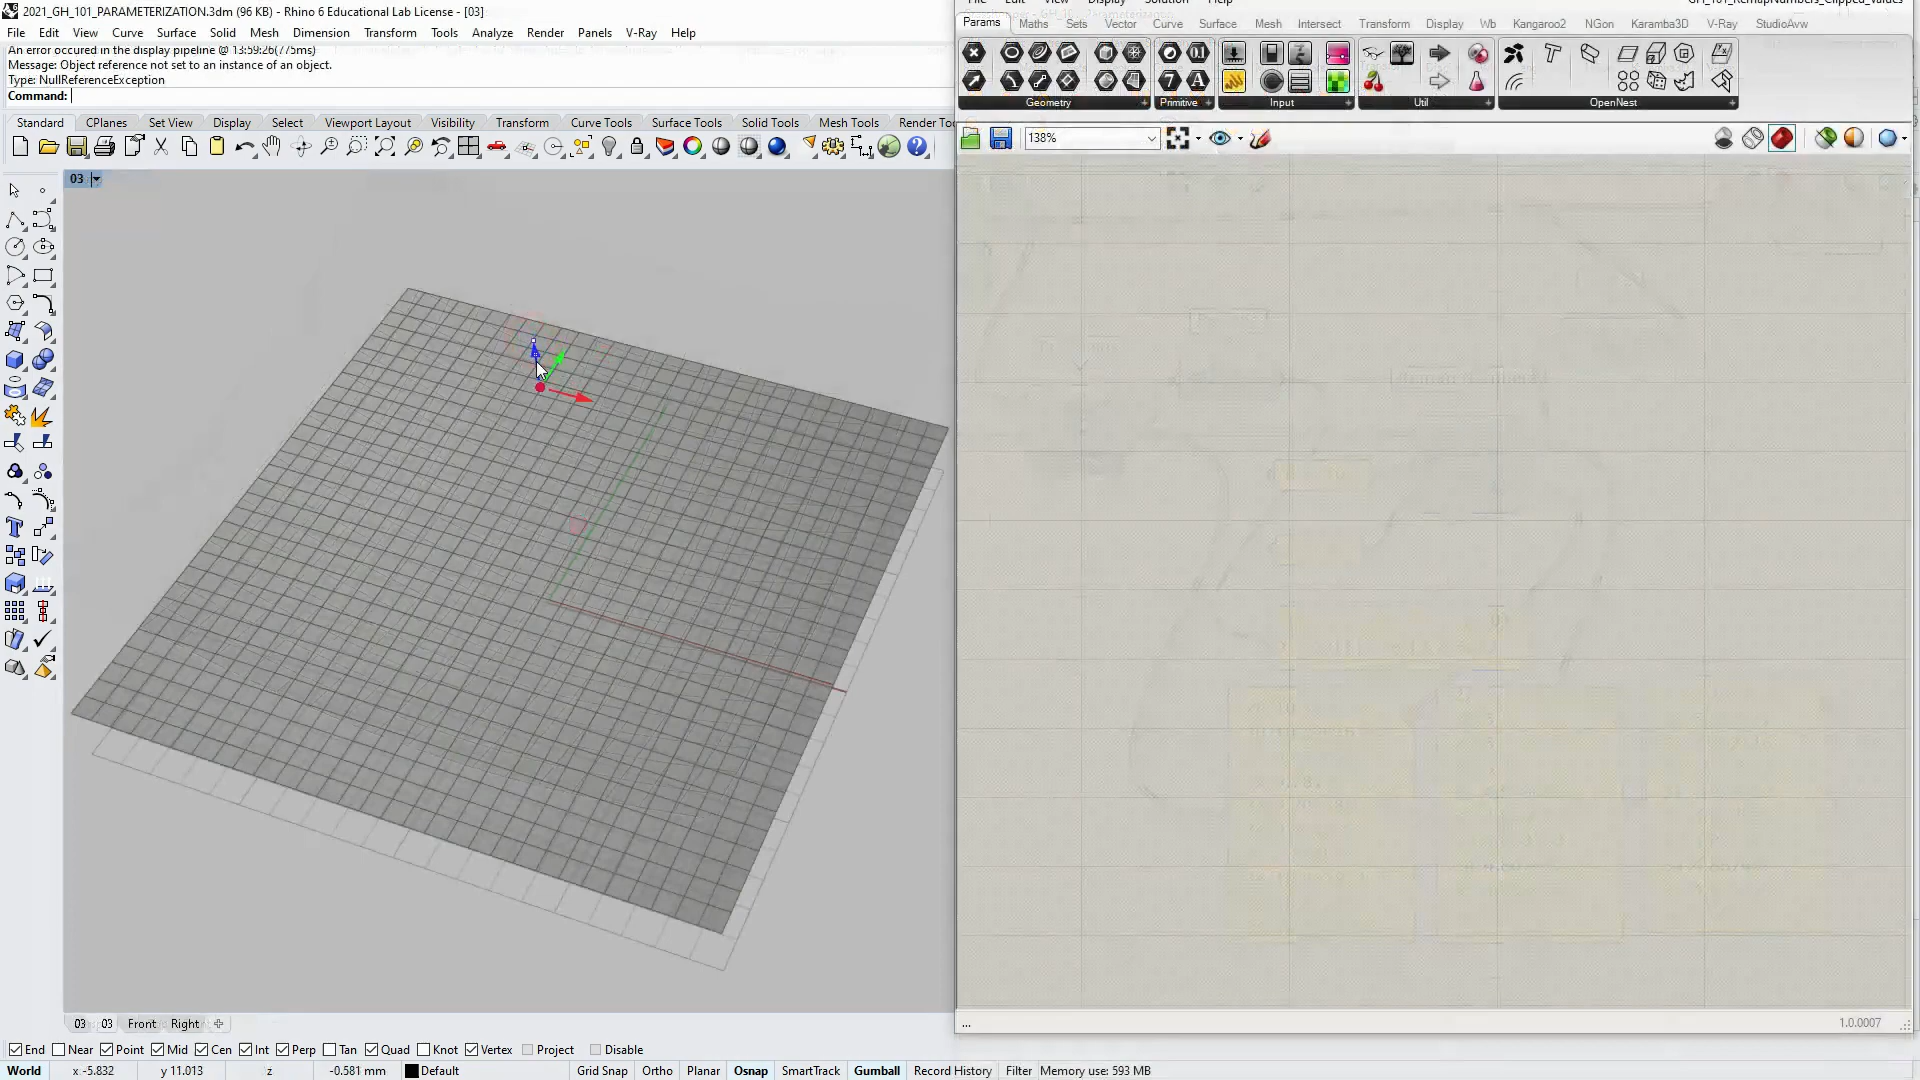 2021_GH_101_PARAMETERIZATION.3dm (96 KB) - Rhino 6 Educational Lab License - [03]
File Edit View Curve Surface Solid Mesh Dimension Transform Tools Analyze Render Panels V-Ray Help
An error occured in the display pipeline @ 13:59:26(775ms)
Message: Object reference not set to an instance of an object.
Type: NullReferenceException
Command:
Standard CPlanes Set View Display Select Viewport Layout Visibility Transform Curve Tools Surface Tools Solid Tools Mesh Tools Render To
03
03 03 Front Right
End Near Point Mid Cen Int Perp Tan Quad Knot Vertex Project Disable
World x -5.832 y 11.013 z -0.581 mm Default Grid Snap Ortho Planar Osnap SmartTrack Gumball Record History Filter Memory use: 593 MB
File Edit View Display Solution Help
GH_101_RemapNumbers_Clipped_Values
Params Maths Sets Vector Curve Surface Mesh Intersect Transform Display Wb Kangaroo2 NGon Karamba3D V-Ray StudioAvw
Geometry Primitive Input Util OpenNest
138%
...
1.0.0007